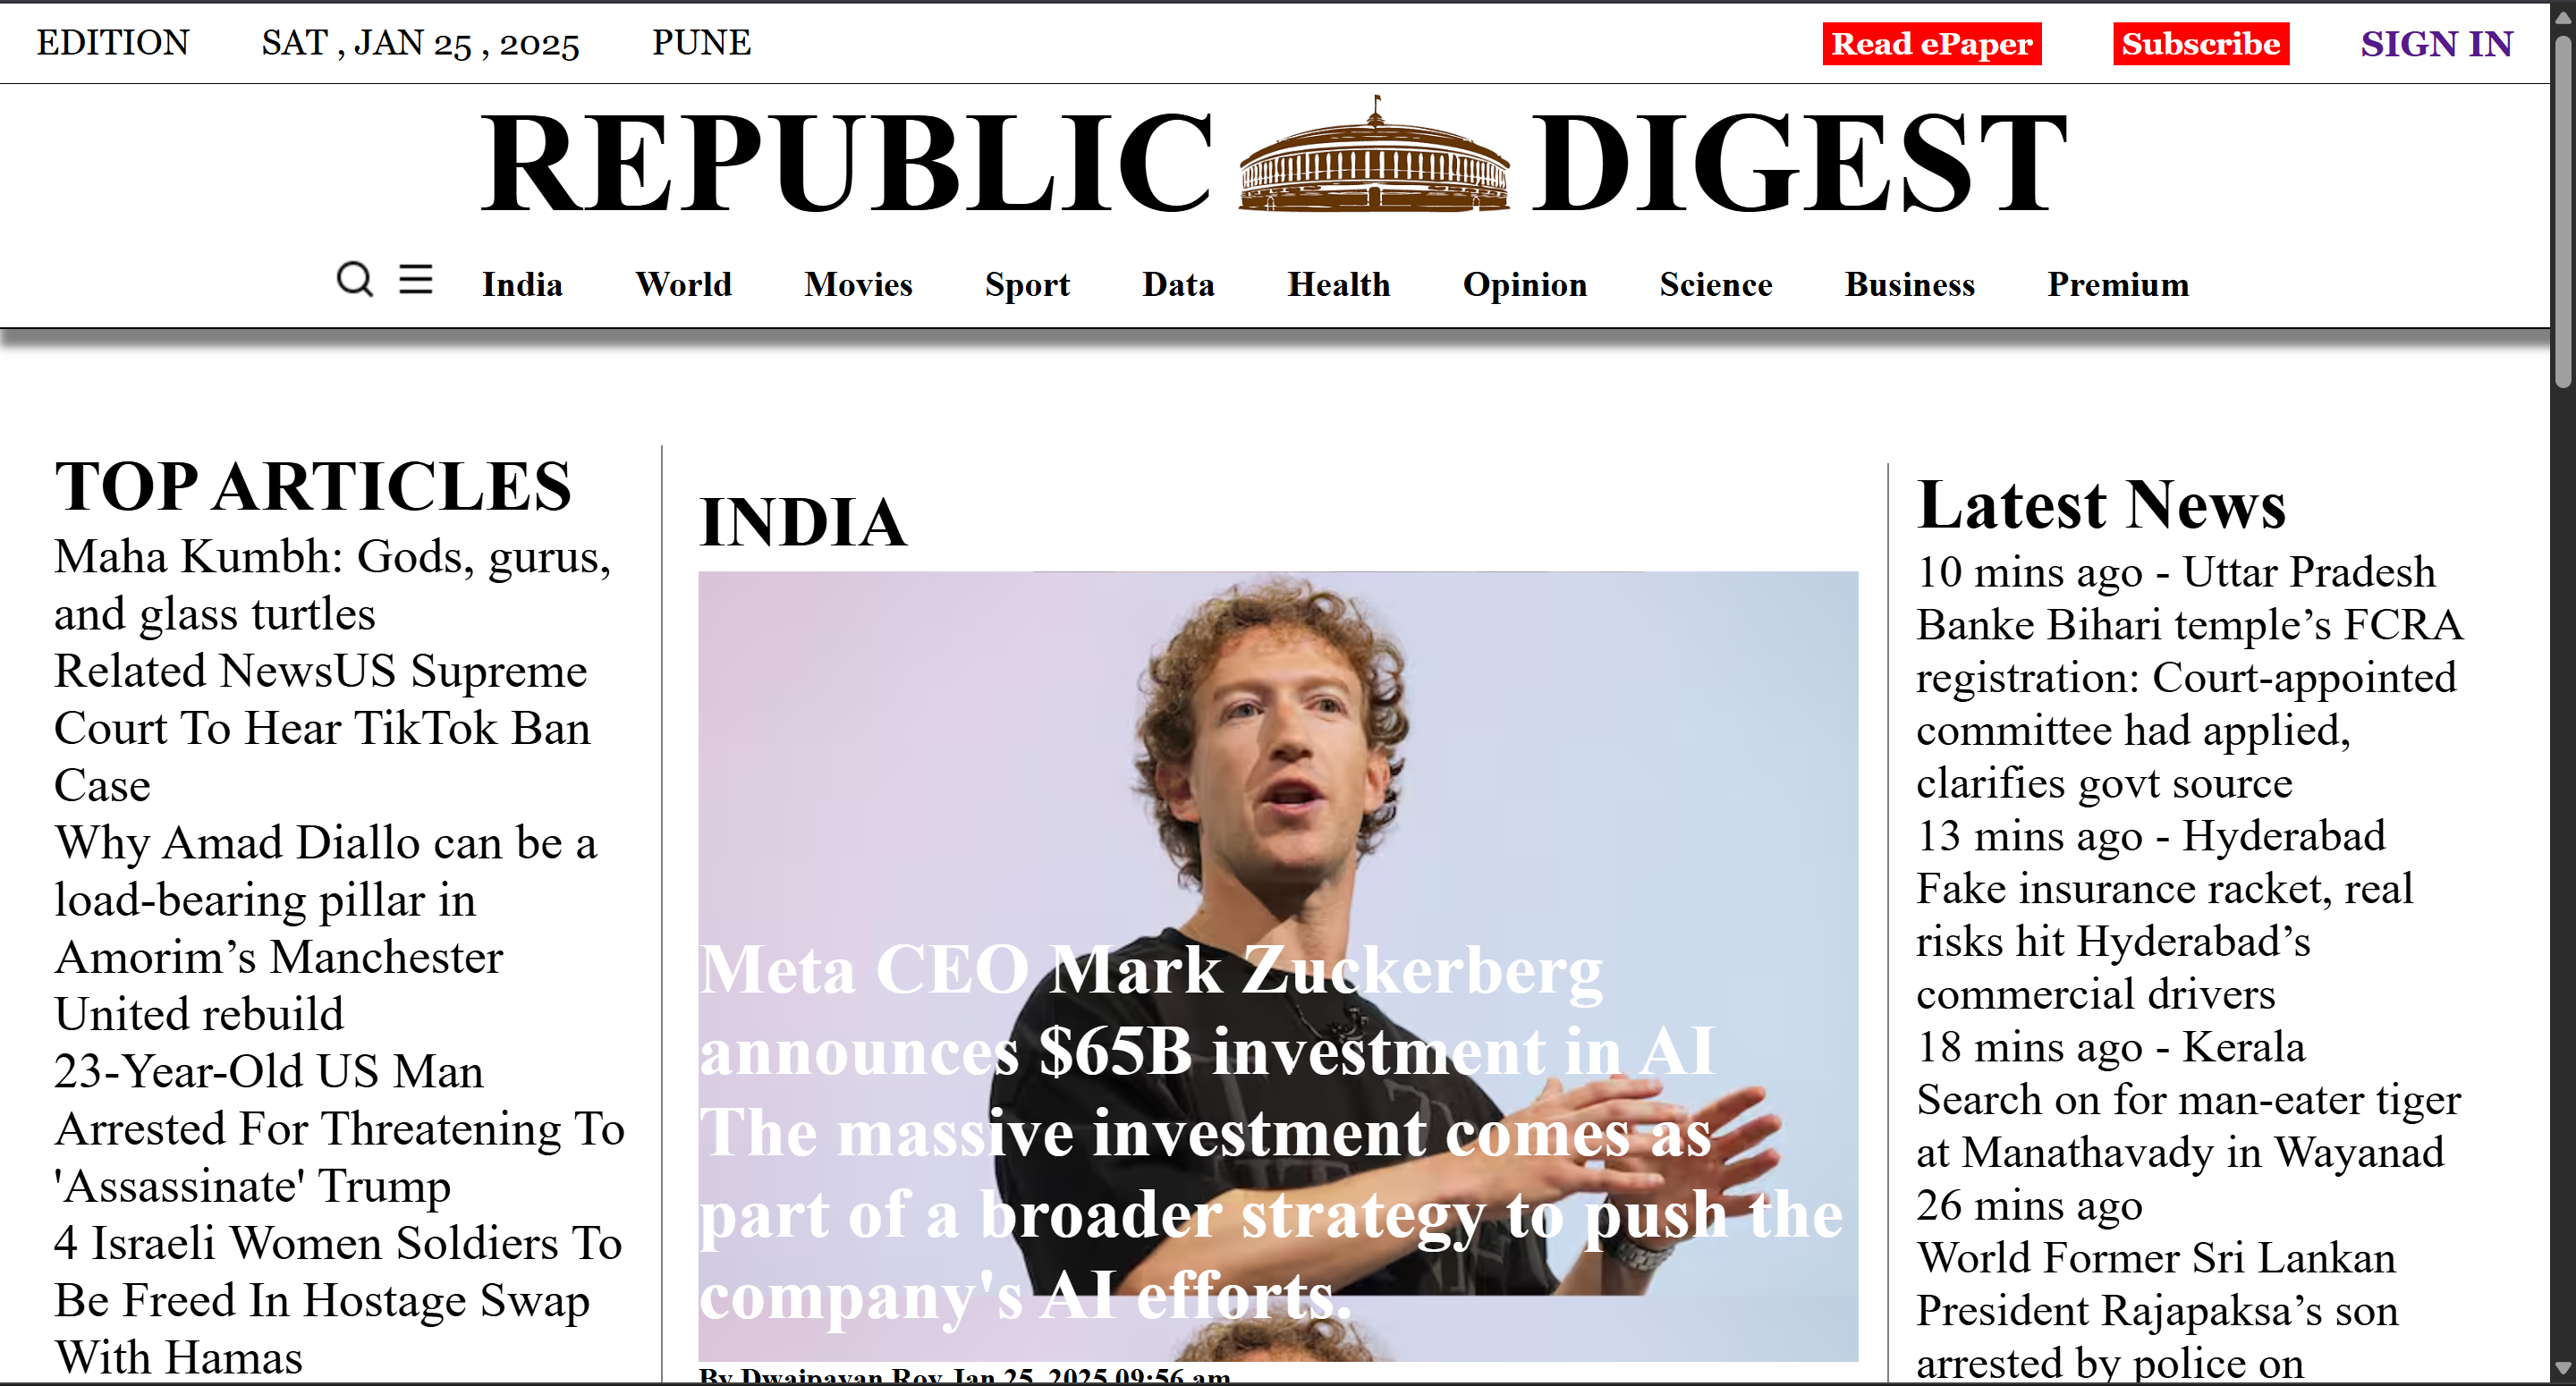 EDITION SAT , JAN 25 , 2025 PUNE Read ePaper Subscribe SIGN IN
REPUBLIC DIGEST
India World Movies Sport Data Health Opinion Science Business Premium
TOP ARTICLES
Maha Kumbh: Gods, gurus,
and glass turtles
Related NewsUS Supreme
Court To Hear TikTok Ban
Case
Why Amad Diallo can be a
load-bearing pillar in
Amorim’s Manchester
United rebuild
23-Year-Old US Man
Arrested For Threatening To
'Assassinate' Trump
4 Israeli Women Soldiers To
Be Freed In Hostage Swap
With Hamas
INDIA
Meta CEO Mark Zuckerberg
announces $65B investment in AI
The massive investment comes as
part of a broader strategy to push the
company's AI efforts.
By Dwaipayan Roy Jan 25, 2025 09:56 am
Latest News
10 mins ago - Uttar Pradesh
Banke Bihari temple’s FCRA
registration: Court-appointed
committee had applied,
clarifies govt source
13 mins ago - Hyderabad
Fake insurance racket, real
risks hit Hyderabad’s
commercial drivers
18 mins ago - Kerala
Search on for man-eater tiger
at Manathavady in Wayanad
26 mins ago
World Former Sri Lankan
President Rajapaksa’s son
arrested by police on